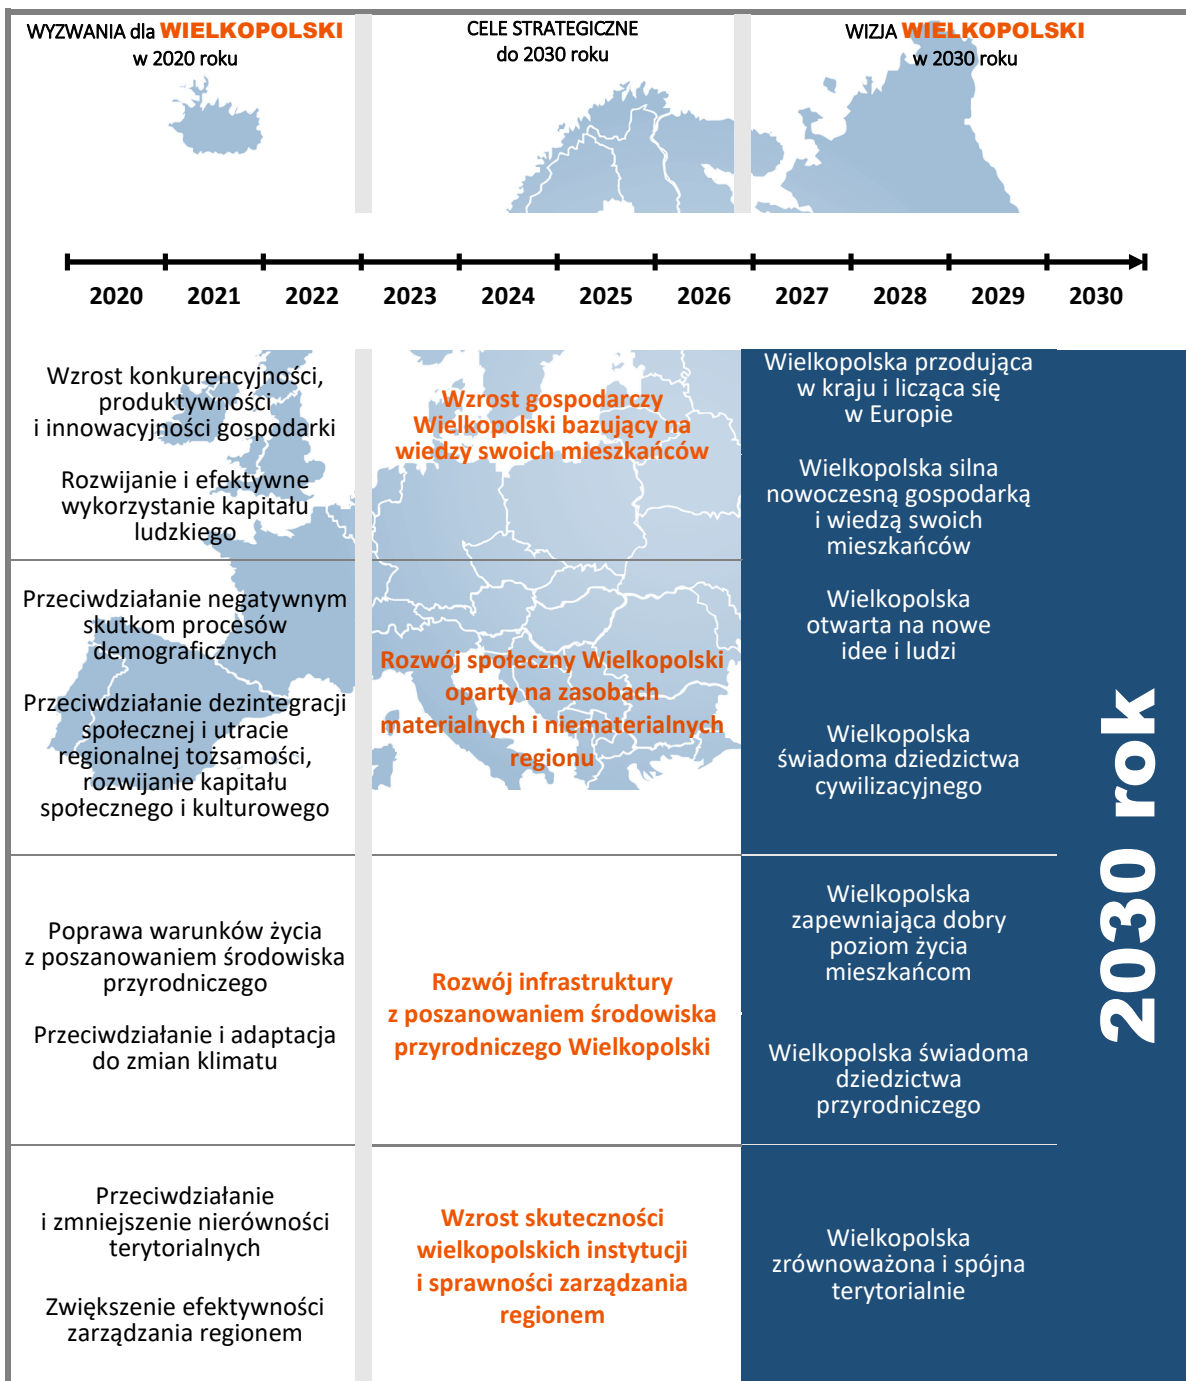 WYZWANIA dla WIELKOPOLSKI
w 2020 roku
CELE STRATEGICZNE
do 2030 roku
WIZJA WIELKOPOLSKI
w 2030 roku
2020 2021 2022 2023 2024 2025 2026 2027 2028 2029 2030
Wzrost konkurencyjności,
produktywności
i innowacyjności gospodarki
Rozwijanie i efektywne
wykorzystanie kapitału
ludzkiego
Wzrost gospodarczy
Wielkopolski bazujący na
wiedzy swoich mieszkańców
Wielkopolska przodująca
w kraju i licząca się
w Europie
Wielkopolska silna
nowoczesną gospodarką
i wiedzą swoich
mieszkańców
Przeciwdziałanie negatywnym
skutkom procesów
demograficznych
Przeciwdziałanie dezintegracji
społecznej i utracie
regionalnej tożsamości,
rozwijanie kapitału
społecznego i kulturowego
Rozwój społeczny Wielkopolski
oparty na zasobach
materialnych i niematerialnych
regionu
Wielkopolska
otwarta na nowe
idee i ludzi
Wielkopolska
świadoma dziedzictwa
cywilizacyjnego
Poprawa warunków życia
z poszanowaniem środowiska
przyrodniczego
Przeciwdziałanie i adaptacja
do zmian klimatu
Rozwój infrastruktury
z poszanowaniem środowiska
przyrodniczego Wielkopolski
Wielkopolska
zapewniająca dobry
poziom życia
mieszkańcom
Wielkopolska świadoma
dziedzictwa
przyrodniczego
Przeciwdziałanie
i zmniejszenie nierówności
terytorialnych
Zwiększenie efektywności
zarządzania regionem
Wzrost skuteczności
wielkopolskich instytucji
i sprawności zarządzania
regionem
Wielkopolska
zrównoważona i spójna
terytorialnie
2030 rok